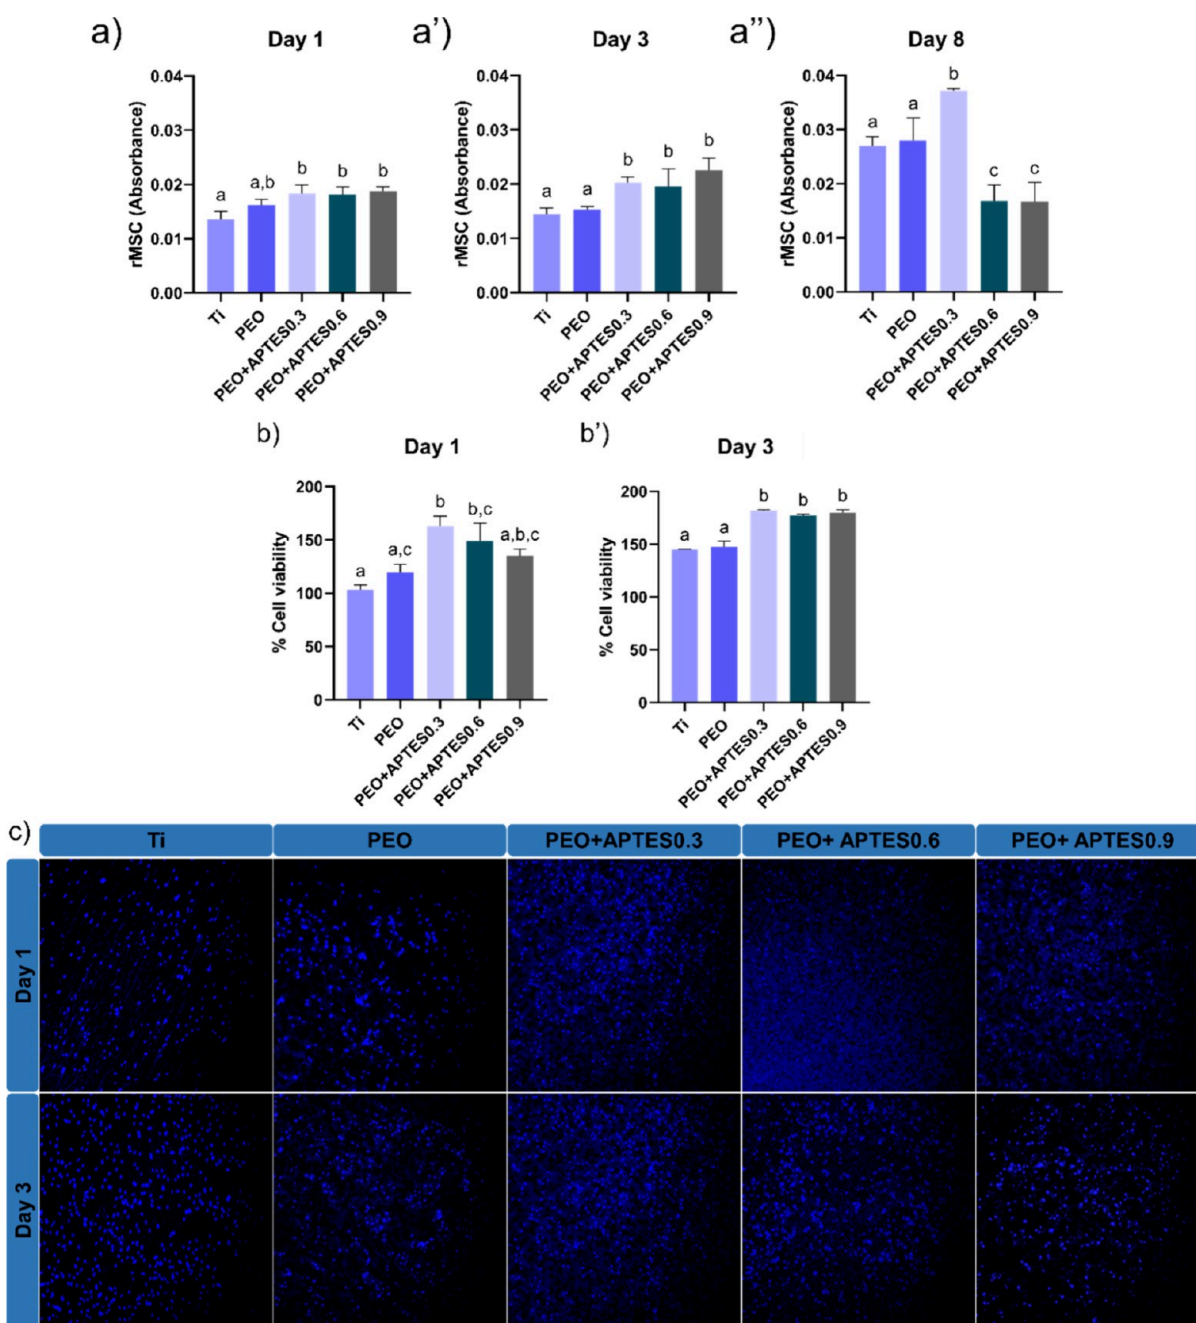 a)
Day 1
rMSC (Absorbance)
0.04
0.03
0.02
0.01
0.00
a
a,b
b
b
b
Ti
PEO
PEO+APTES0.3
PEO+APTES0.6
PEO+APTES0.9
a')
Day 3
rMSC (Absorbance)
0.04
0.03
0.02
0.01
0.00
a
a
b
b
b
Ti
PEO
PEO+APTES0.3
PEO+APTES0.6
PEO+APTES0.9
a'')
Day 8
rMSC (Absorbance)
0.04
0.03
0.02
0.01
0.00
a
a
b
c
c
Ti
PEO
PEO+APTES0.3
PEO+APTES0.6
PEO+APTES0.9
b)
Day 1
% Cell viability
200
150
100
50
0
a
a,c
b
b,c
a,b,c
Ti
PEO
PEO+APTES0.3
PEO+APTES0.6
PEO+APTES0.9
b')
Day 3
% Cell viability
200
150
100
50
0
a
a
b
b
b
Ti
PEO
PEO+APTES0.3
PEO+APTES0.6
PEO+APTES0.9
c)
Ti
PEO
PEO+APTES0.3
PEO+ APTES0.6
PEO+ APTES0.9
Day 1
Day 3